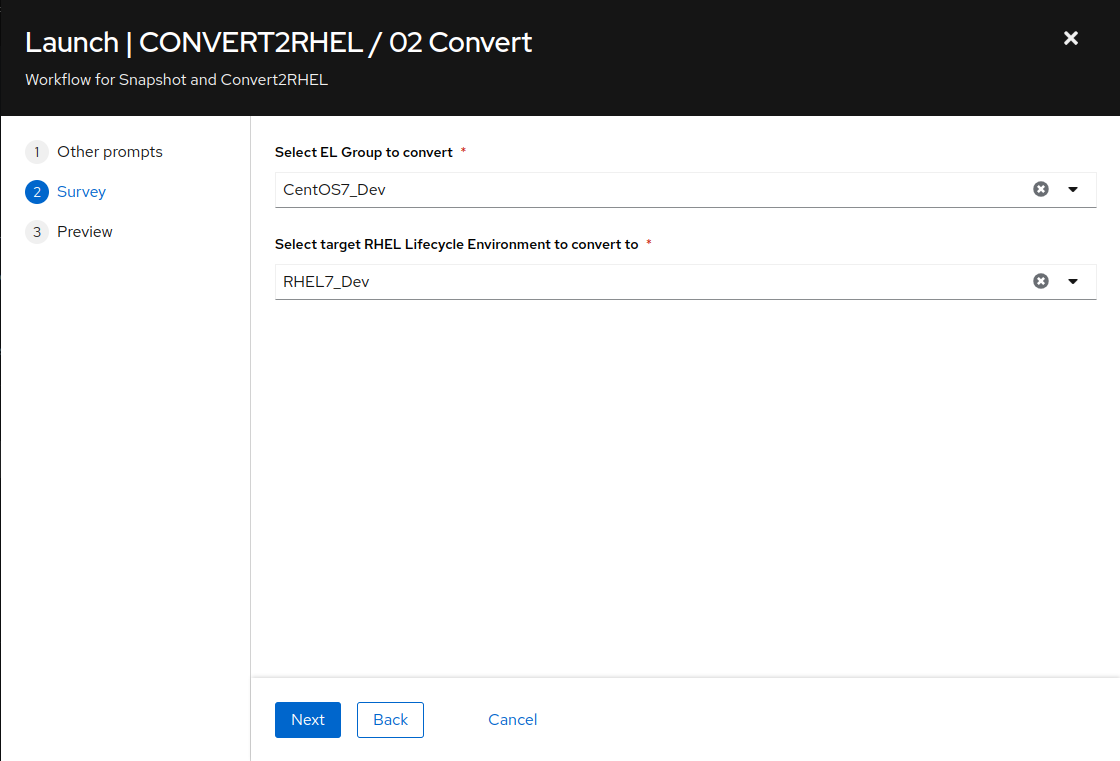 Launch | CONVERT2RHEL / 02 Convert
Workflow for Snapshot and Convert2RHEL
1 Other prompts
2 Survey
3 Preview
Select EL Group to convert *
CentOS7_Dev
Select target RHEL Lifecycle Environment to convert to *
RHEL7_Dev
Next Back Cancel